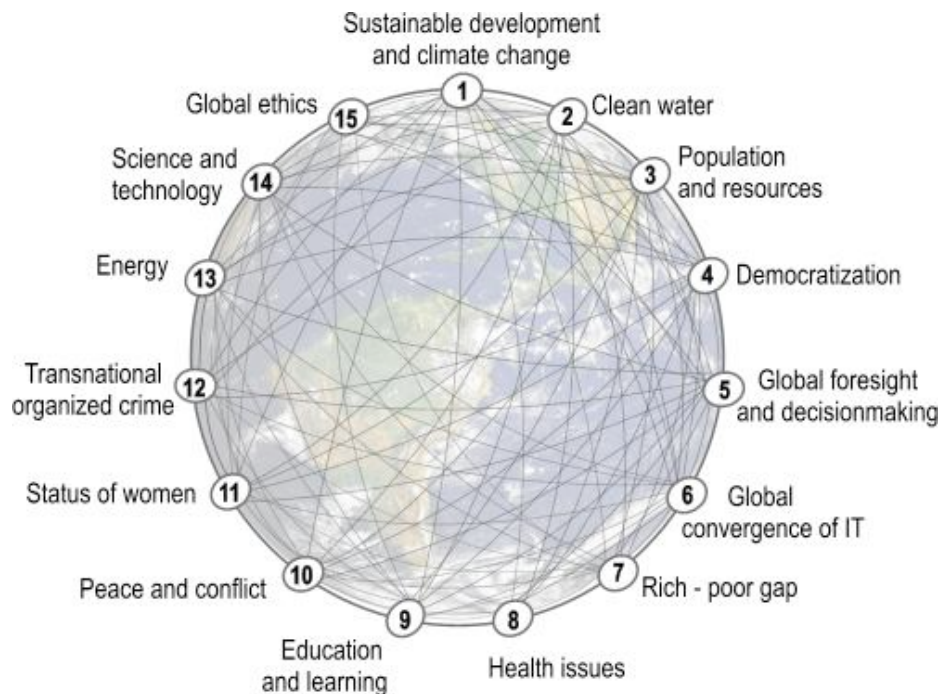 Sustainable development
and climate change
1
2 Clean water
3 Population
and resources
4 Democratization
5 Global foresight
and decisionmaking
6 Global
convergence of IT
7 Rich - poor gap
8
Health issues
9
Education
and learning
10
Peace and conflict
11
Status of women
12
Transnational
organized crime
13
Energy
14
Science and
technology
15
Global ethics